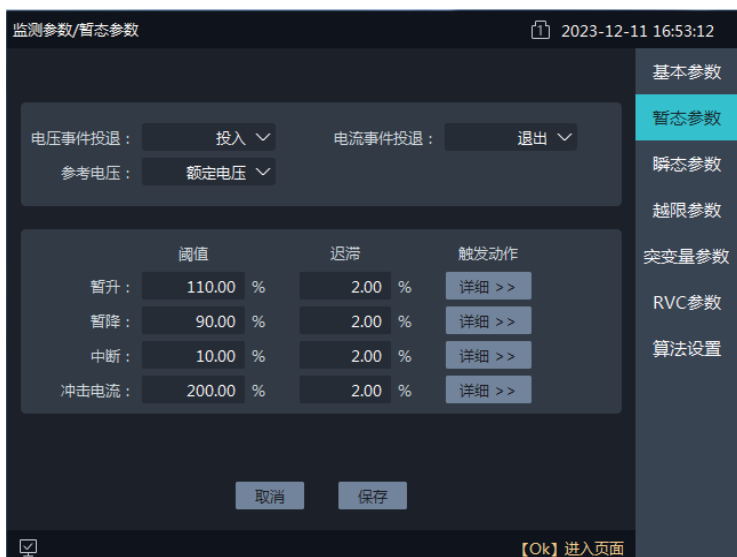 监测参数/暂态参数 1 2023-12-11 16:53:12
基本参数
暂态参数
瞬态参数
越限参数
突变量参数
RVC参数
算法设置
电压事件投退： 投入 电流事件投退： 退出
参考电压： 额定电压
阈值 迟滞 触发动作
暂升： 110.00 % 2.00 % 详细 >>
暂降： 90.00 % 2.00 % 详细 >>
中断： 10.00 % 2.00 % 详细 >>
冲击电流： 200.00 % 2.00 % 详细 >>
取消 保存
【Ok】进入页面